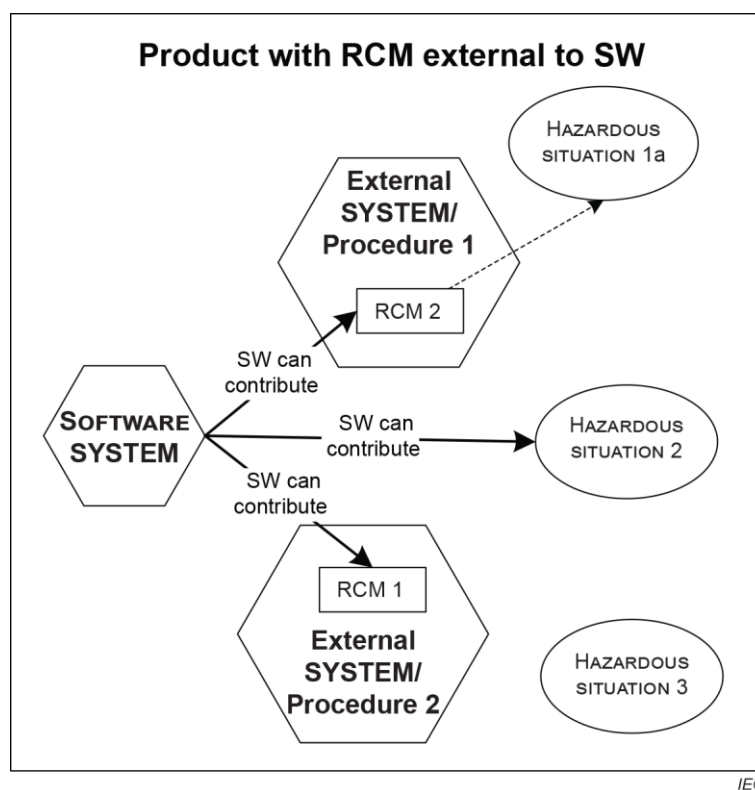 Product with RCM external to SW
HAZARDOUS
SITUATION 1a
External
SYSTEM/
Procedure 1
RCM 2
SW can
contribute
SOFTWARE
SYSTEM
SW can
contribute
HAZARDOUS
SITUATION 2
SW can
contribute
RCM 1
External
SYSTEM/
Procedure 2
HAZARDOUS
SITUATION 3